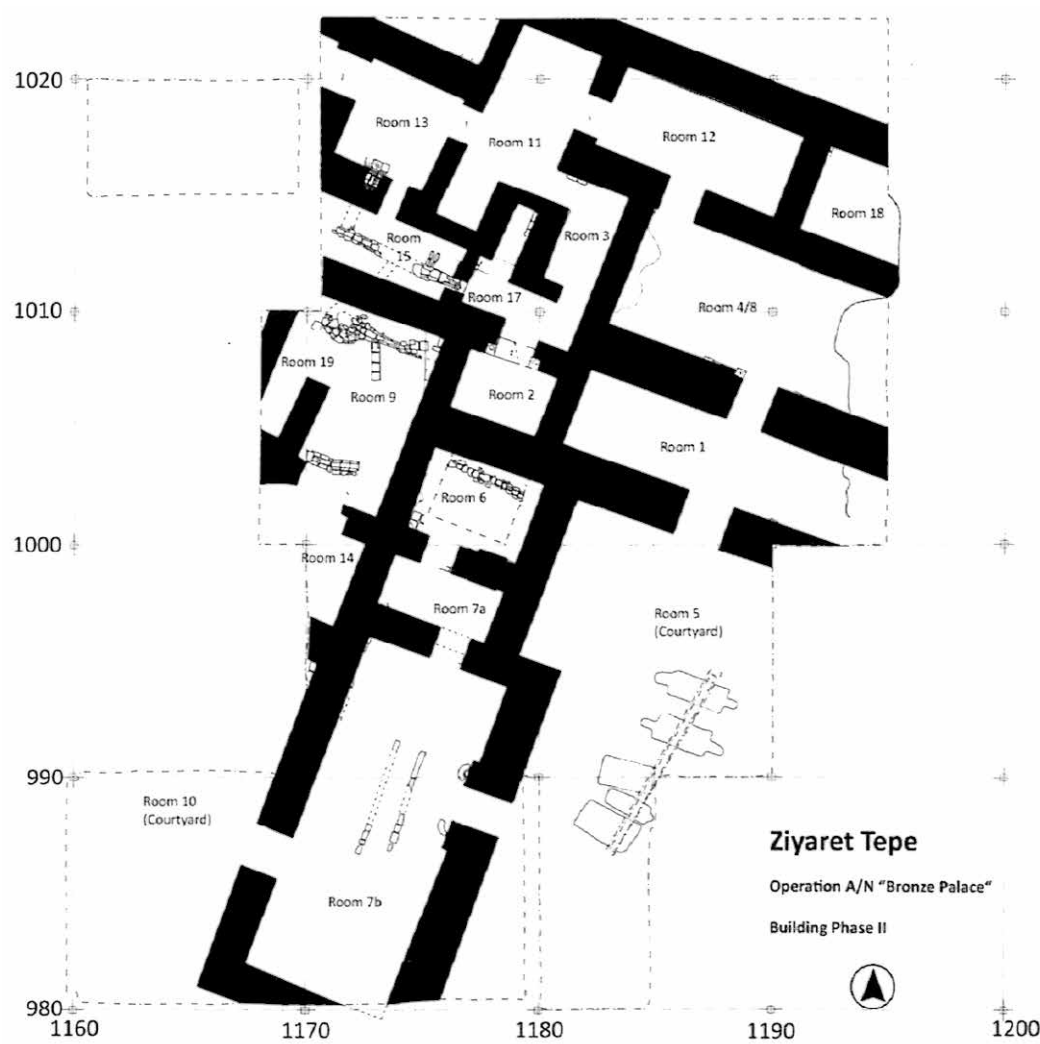 1020
Room 13
Room 11
Room 12
Room 18
Room
15
Room 3
Room 17
1010
Room 4/8
Room 19
Room 9
Room 2
Room 1
Room 6
1000
Room 14
Room 7a
Room 5
(Courtyard)
990
Room 10
(Courtyard)
Ziyaret Tepe
Operation A/N "Bronze Palace"
Room 7b
Building Phase II
980
1160
1170
1180
1190
1200